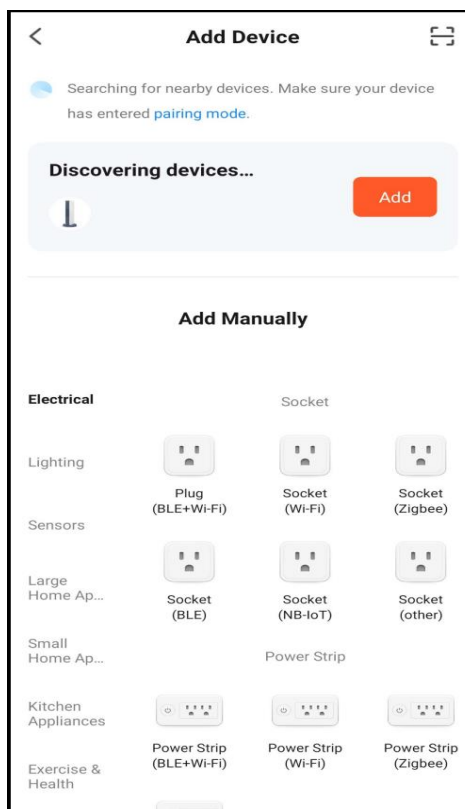 Add Device
Searching for nearby devices. Make sure your device
has entered pairing mode.
Discovering devices...
Add
Add Manually
Electrical
Lighting
Sensors
Large
Home Ap...
Small
Home Ap...
Kitchen
Appliances
Exercise &
Health
Socket
Plug
(BLE+Wi-Fi)
Socket
(Wi-Fi)
Socket
(Zigbee)
Socket
(BLE)
Socket
(NB-IoT)
Socket
(other)
Power Strip
Power Strip
(BLE+Wi-Fi)
Power Strip
(Wi-Fi)
Power Strip
(Zigbee)